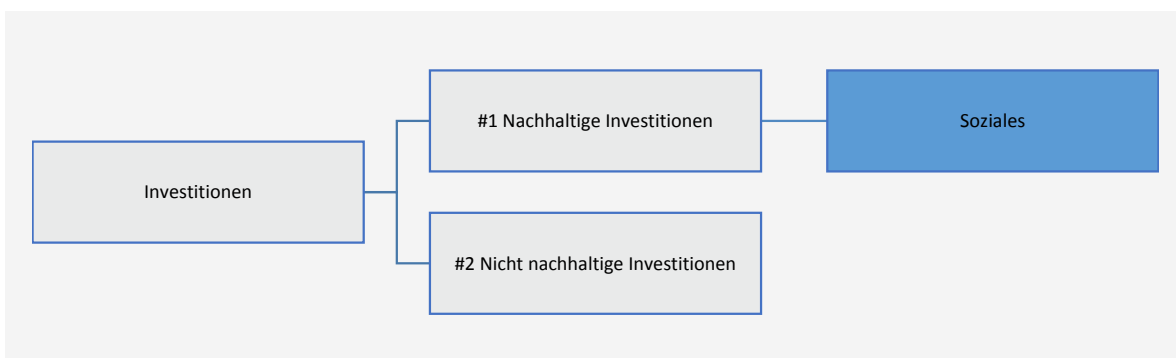 #1 Nachhaltige Investitionen
Soziales
Investitionen
#2 Nicht nachhaltige Investitionen